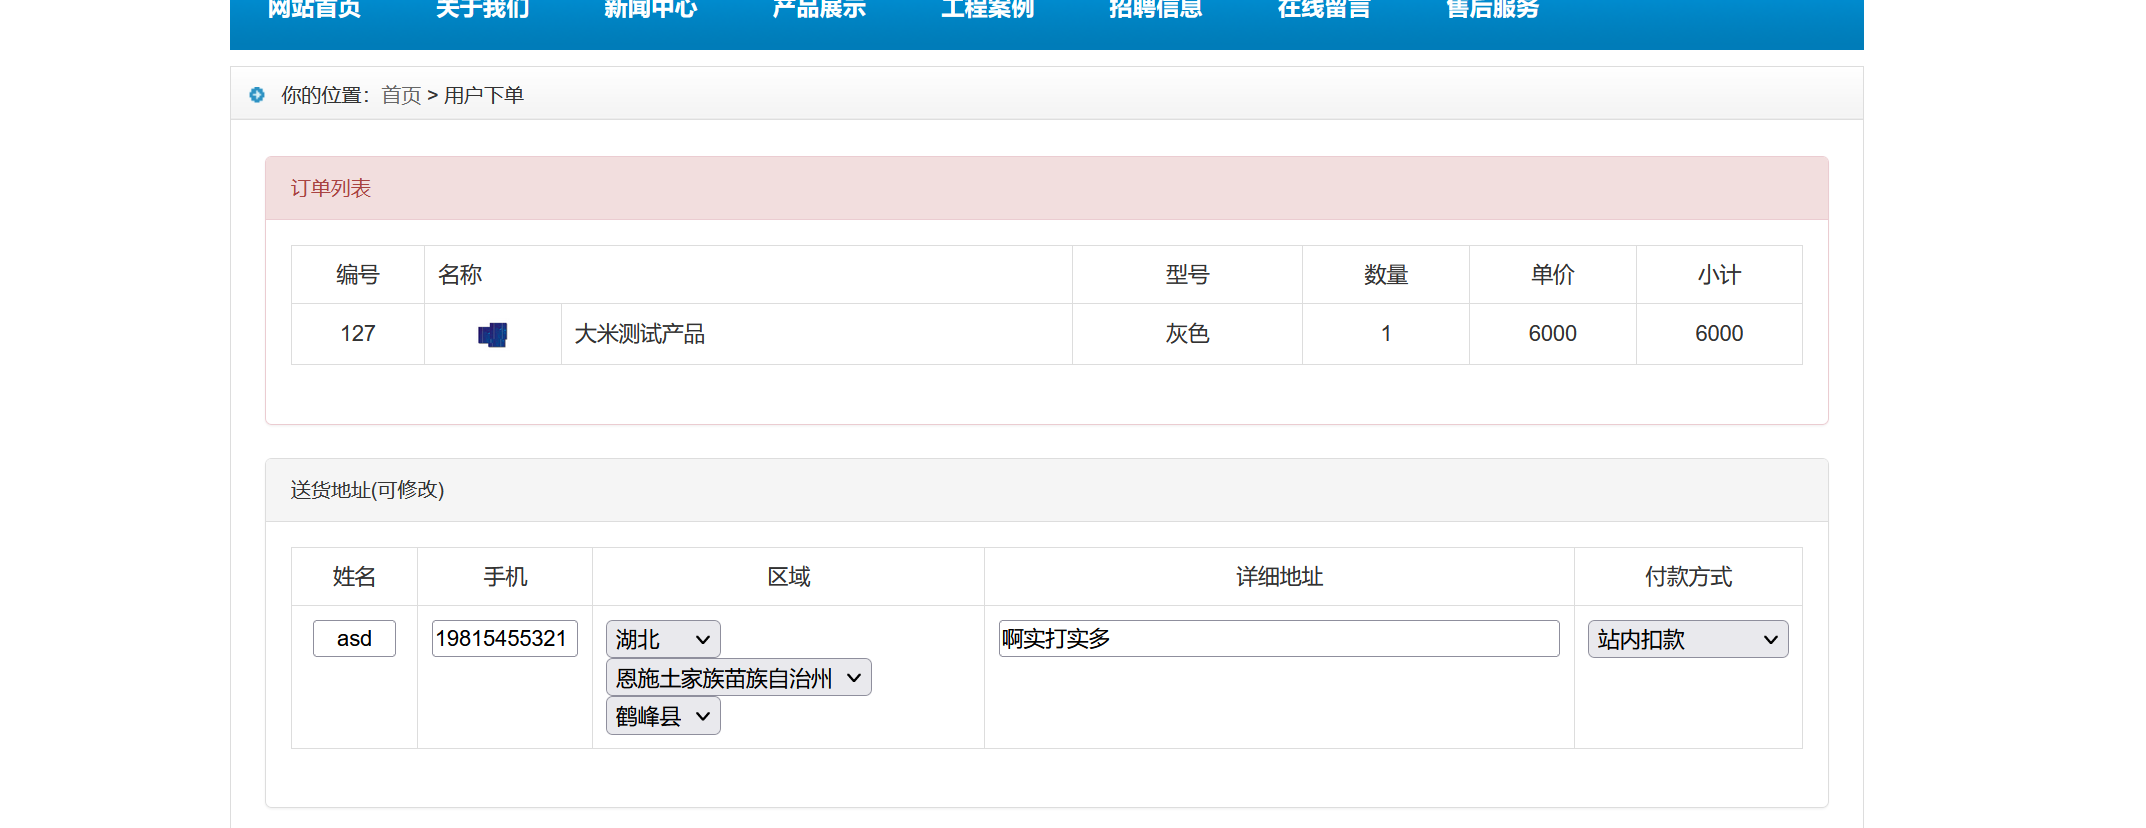 网站首页 关于我们 新闻中心 产品展示 工程案例 招聘信息 在线留言 售后服务
你的位置：首页 > 用户下单
订单列表
编号 名称 型号 数量 单价 小计
127 大米测试产品 灰色 1 6000 6000
送货地址(可修改)
姓名 手机 区域 详细地址 付款方式
asd 19815455321 湖北 啊实打实多 站内扣款
恩施土家族苗族自治州
鹤峰县